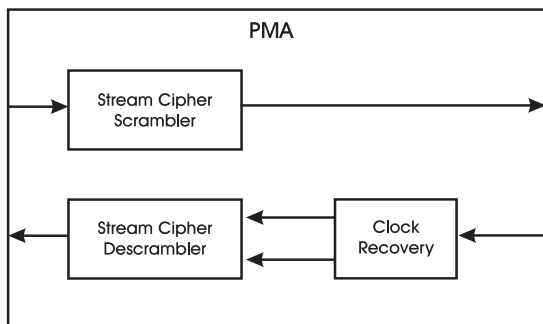 PMA
Stream Cipher
Scrambler
Stream Cipher
Descrambler
Clock
Recovery